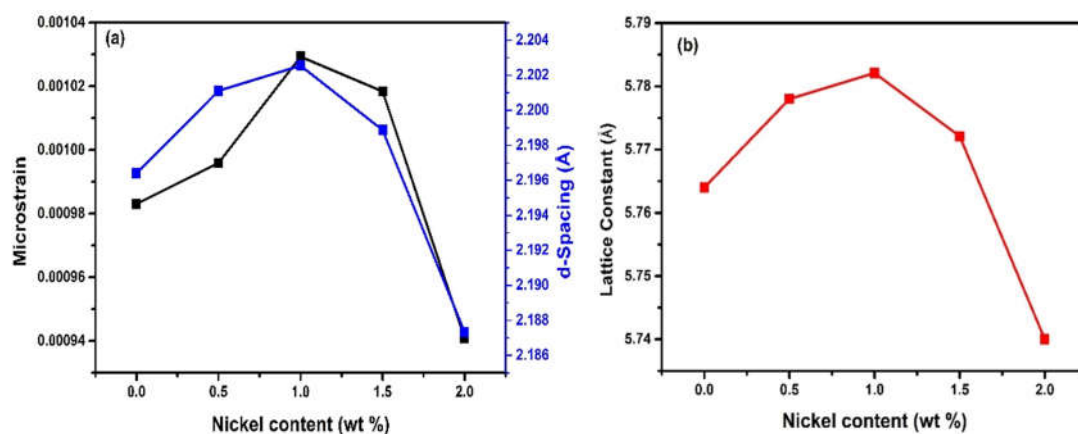 (a)
0.00104
0.00102
0.00100
0.00098
0.00096
0.00094
Microstrain
2.204
2.202
2.200
2.198
2.196
2.194
2.192
2.190
2.188
2.186
d-Spacing (Å)
0.0 0.5 1.0 1.5 2.0
Nickel content (wt %)
(b)
5.79
5.78
5.77
5.76
5.75
5.74
Lattice Constant (Å)
0.0 0.5 1.0 1.5 2.0
Nickel content (wt %)